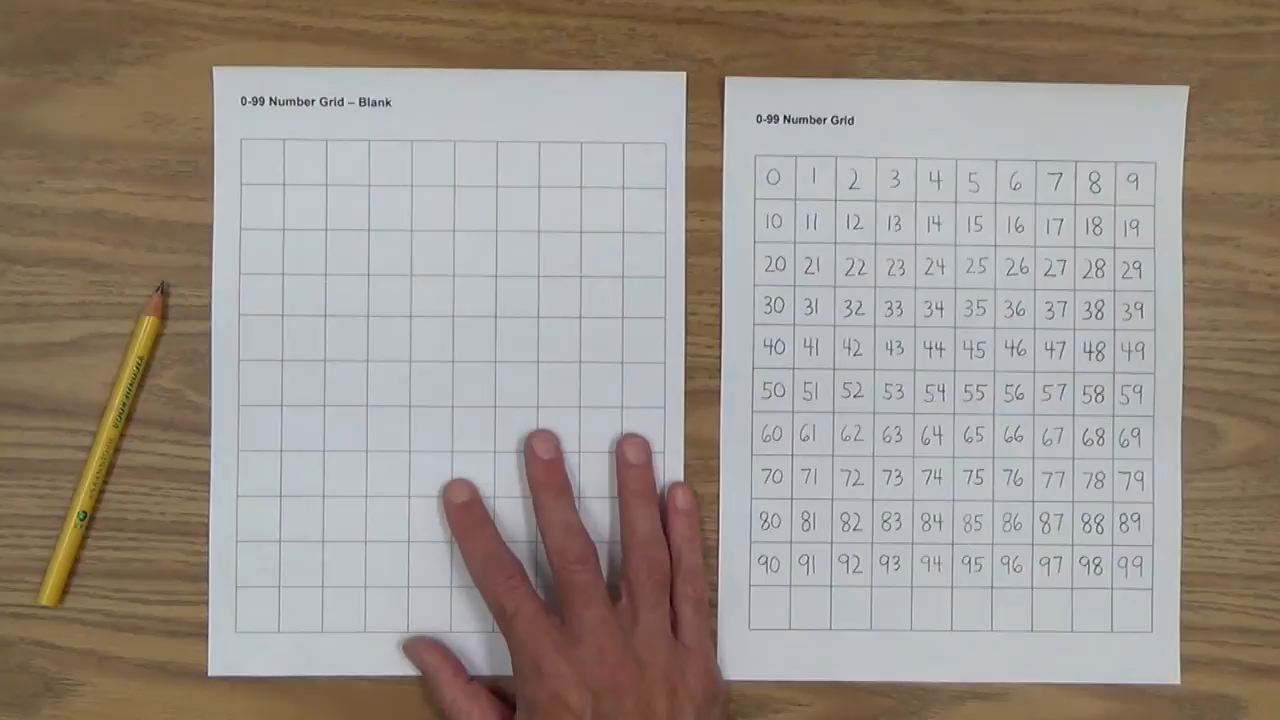 0-99 Number Grid – Blank
0-99 Number Grid
0 1 2 3 4 5 6 7 8 9
10 11 12 13 14 15 16 17 18 19
20 21 22 23 24 25 26 27 28 29
30 31 32 33 34 35 36 37 38 39
40 41 42 43 44 45 46 47 48 49
50 51 52 53 54 55 56 57 58 59
60 61 62 63 64 65 66 67 68 69
70 71 72 73 74 75 76 77 78 79
80 81 82 83 84 85 86 87 88 89
90 91 92 93 94 95 96 97 98 99
TICONDEROGA